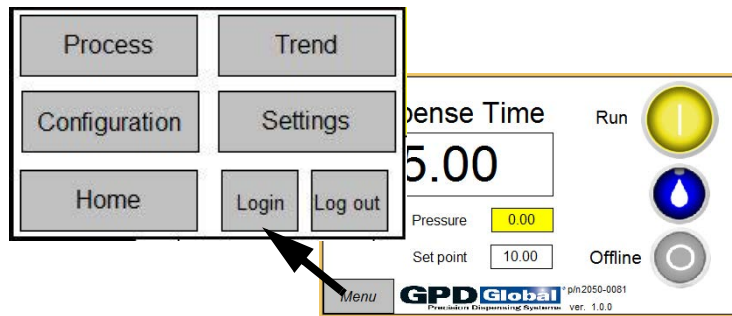 Process Trend
Configuration Settings
Home Login Log out
pense Time
Run
5.00
Pressure 0.00
Set point 10.00
Offline
Menu
GPD Global ®
Precision Dispensing Systems
p/n2050-0081
ver. 1.0.0